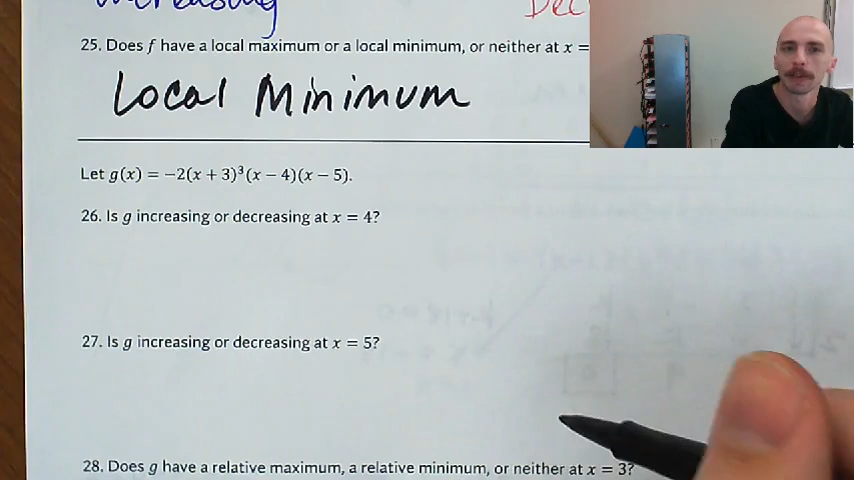 increasing
25. Does f have a local maximum or a local minimum, or neither at x =
Local Minimum
Let g(x) = −2(x + 3)³(x − 4)(x − 5).
26. Is g increasing or decreasing at x = 4?
27. Is g increasing or decreasing at x = 5?
28. Does g have a relative maximum, a relative minimum, or neither at x = 3?